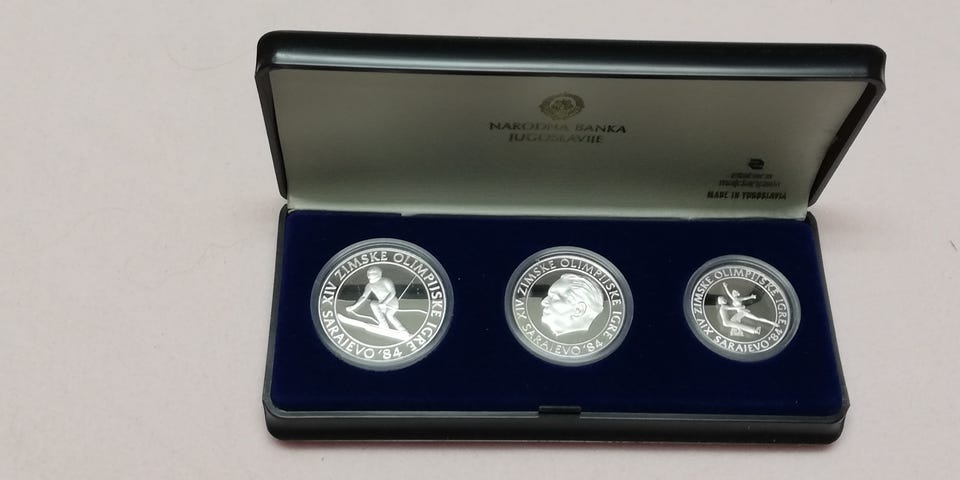 NARODNA BANKA
JUGOSLAVIJE
MADE IN YUGOSLAVIA
XIV ZIMSKE OLIMPIJSKE IGRE
SARAJEVO '84
XIV ZIMSKE OLIMPIJSKE IGRE
SARAJEVO '84
XIV ZIMSKE OLIMPIJSKE IGRE
SARAJEVO '84